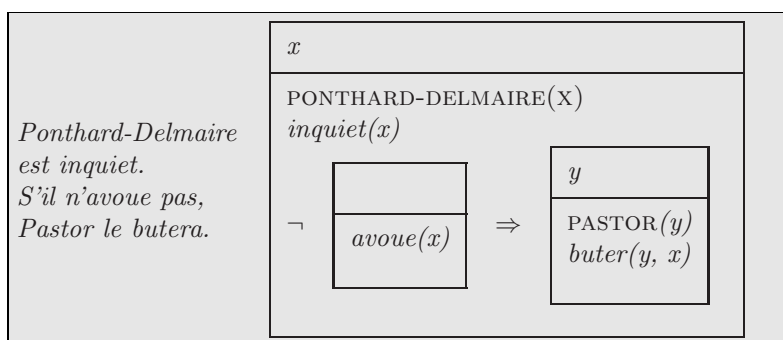 Ponthard-Delmaire
est inquiet.
S'il n'avoue pas,
Pastor le butera.
x
PONTHARD-DELMAIRE(X)
inquiet(x)
¬
avoue(x)
⇒
y
PASTOR(y)
buter(y, x)